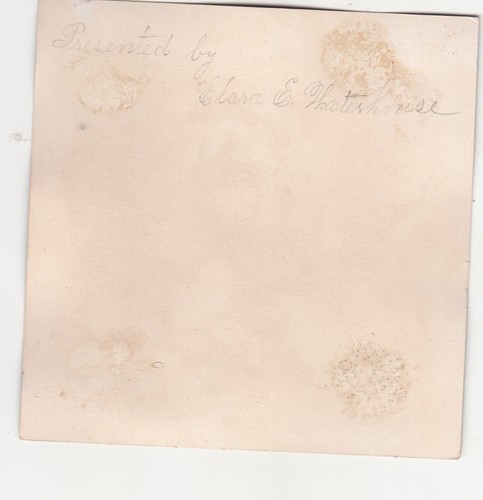 Presented by
Clara E. Waterhouse